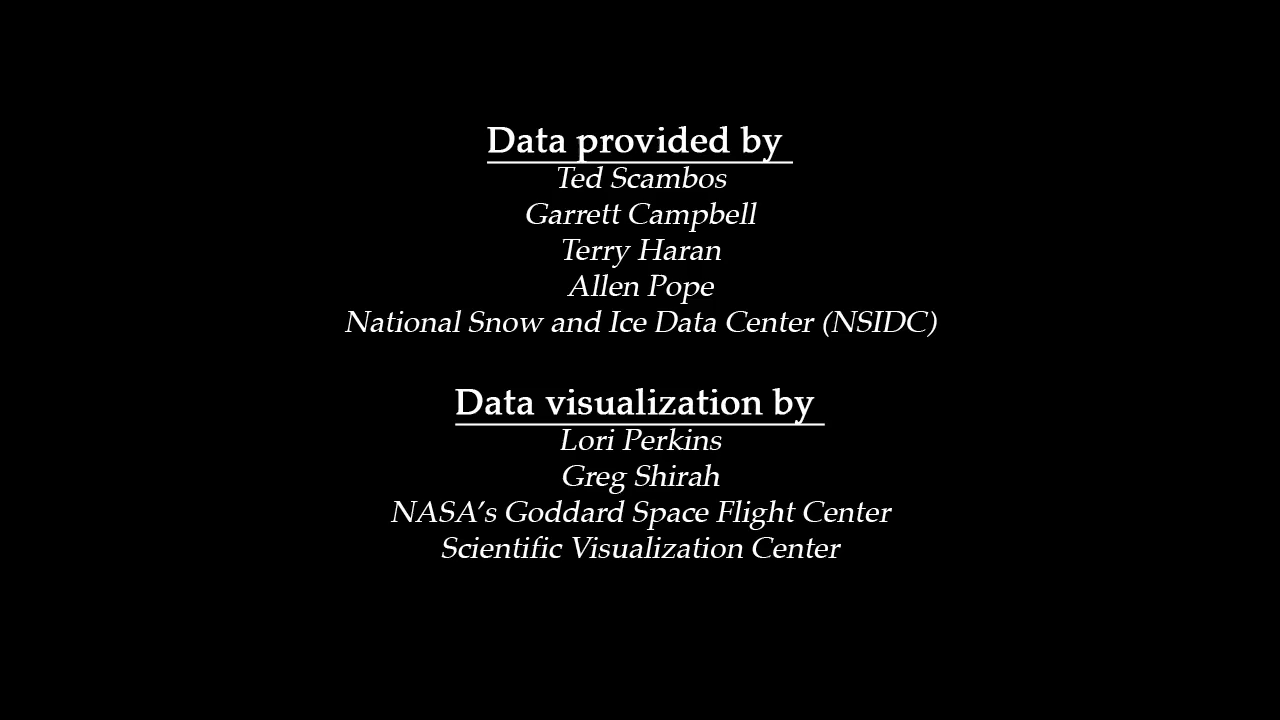 Data provided by
Ted Scambos
Garrett Campbell
Terry Haran
Allen Pope
National Snow and Ice Data Center (NSIDC)
Data visualization by
Lori Perkins
Greg Shirah
NASA’s Goddard Space Flight Center
Scientific Visualization Center